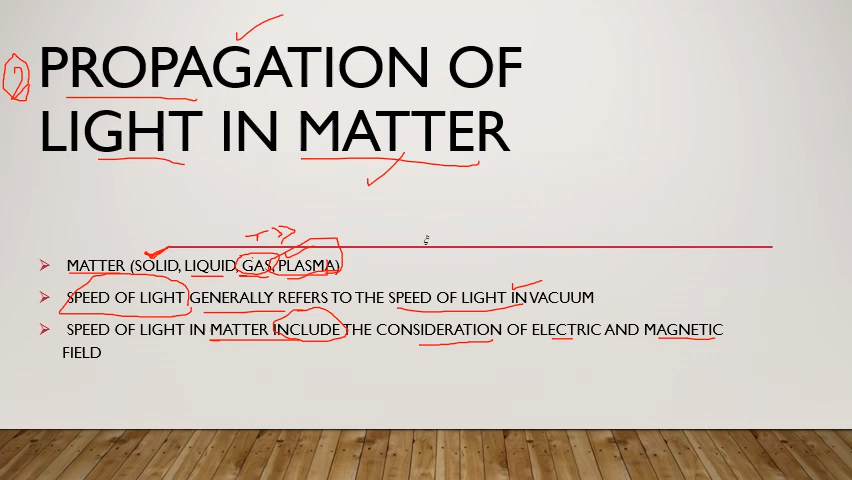 PROPAGATION OF
LIGHT IN MATTER
MATTER (SOLID, LIQUID, GAS, PLASMA)
SPEED OF LIGHT GENERALLY REFERS TO THE SPEED OF LIGHT IN VACUUM
SPEED OF LIGHT IN MATTER INCLUDE THE CONSIDERATION OF ELECTRIC AND MAGNETIC
FIELD